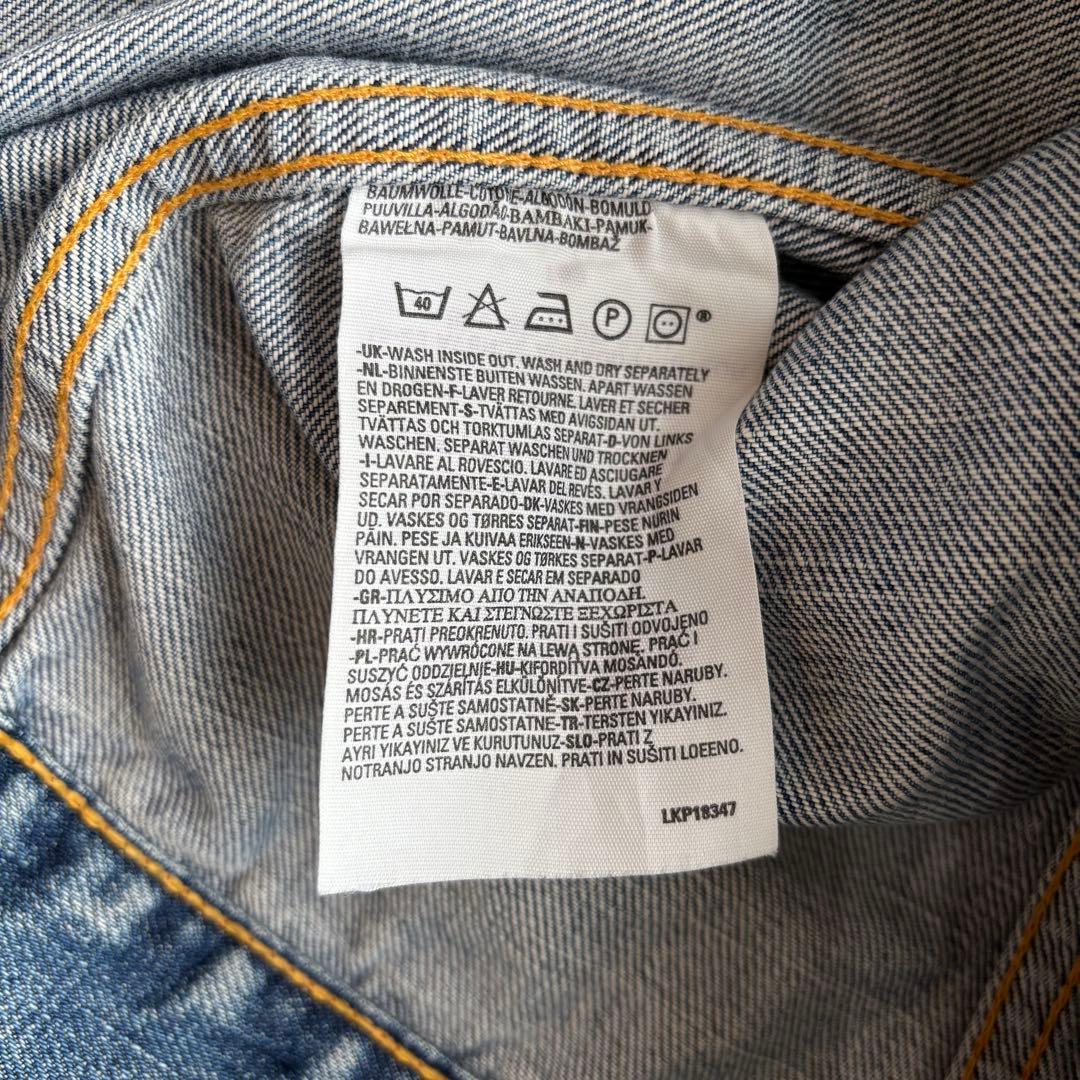 BAUMWOLLE-COTONE-ALGODÓN-BOMULD
PUUVILLA-ALGODÃO-BAMBAKI-PAMUK-
BAWEŁNA-PAMUT-BAVLNA-BOMBAŽ
40 P ®
-UK-WASH INSIDE OUT. WASH AND DRY SEPARATELY
-NL-BINNENSTE BUITEN WASSEN. APART WASSEN
EN DROGEN-F-LAVER RETOURNE. LAVER ET SECHER
SEPAREMENT-S-TVÄTTAS MED AVIGSIDAN UT.
TVÄTTAS OCH TORKTUMLAS SEPARAT-D-VON LINKS
WASCHEN. SEPARAT WASCHEN UND TROCKNEN
-I-LAVARE AL ROVESCIO. LAVARE ED ASCIUGARE
SEPARATAMENTE-E-LAVAR DEL REVÉS. LAVAR Y
SECAR POR SEPARADO-DK-VASKES MED VRANGSIDEN
UD. VASKES OG TØRRES SEPARAT-FIN-PESE NURIN
PÄIN. PESE JA KUIVAA ERIKSEEN-N-VASKES MED
VRANGEN UT. VASKES OG TØRKES SEPARAT-P-LAVAR
DO AVESSO. LAVAR E SECAR EM SEPARADO
-GR-ΠΛΥΣΙΜΟ ΑΠΟ ΤΗΝ ΑΝΑΠΟΔΗ.
ΠΛΥΝΕΤΕ ΚΑΙ ΣΤΕΓΝΩΣΤΕ ΞΕΧΩΡΙΣΤΑ
-HR-PRATI PREOKRENUTO. PRATI I SUŠITI ODVOJENO
-PL-PRAĆ WYWRÓCONE NA LEWĄ STRONĘ. PRAĆ I
SUSZYĆ ODDZIELNIE-HU-KIFORDÍTVA MOSANDÓ.
MOSÁS ÉS SZÁRÍTÁS ELKÜLÖNÍTVE-CZ-PERTE NARUBY.
PERTE A SUŠTE SAMOSTATNĚ-SK-PERTE NARUBY.
PERTE A SUŠTE SAMOSTATNE-TR-TERSTEN YIKAYINIZ.
AYRI YIKAYINIZ VE KURUTUNUZ-SLO-PRATI Z
NOTRANJO STRANJO NAVZEN. PRATI IN SUŠITI LOEENO.
LKP18347